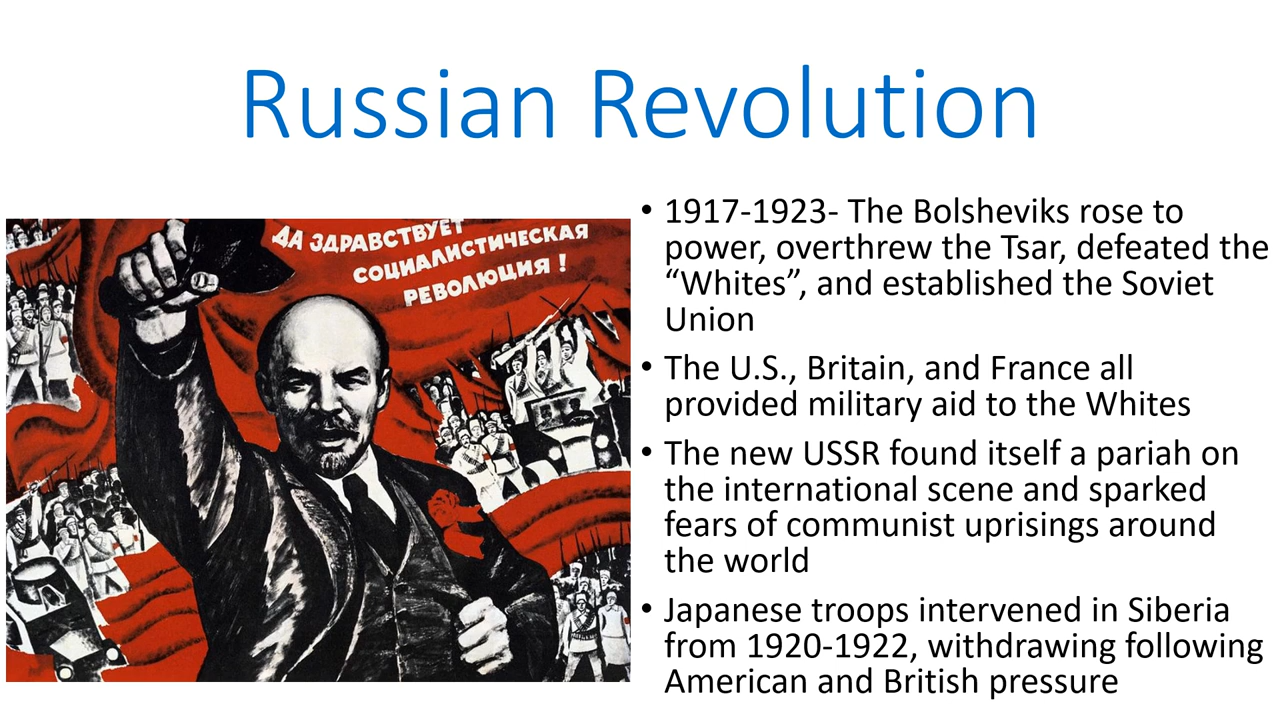 Russian Revolution
ДА ЗДРАВСТВУЕТ
СОЦИАЛИСТИЧЕСКАЯ
РЕВОЛЮЦИЯ !
• 1917-1923- The Bolsheviks rose to
power, overthrew the Tsar, defeated the
“Whites”, and established the Soviet
Union
• The U.S., Britain, and France all
provided military aid to the Whites
• The new USSR found itself a pariah on
the international scene and sparked
fears of communist uprisings around
the world
• Japanese troops intervened in Siberia
from 1920-1922, withdrawing following
American and British pressure